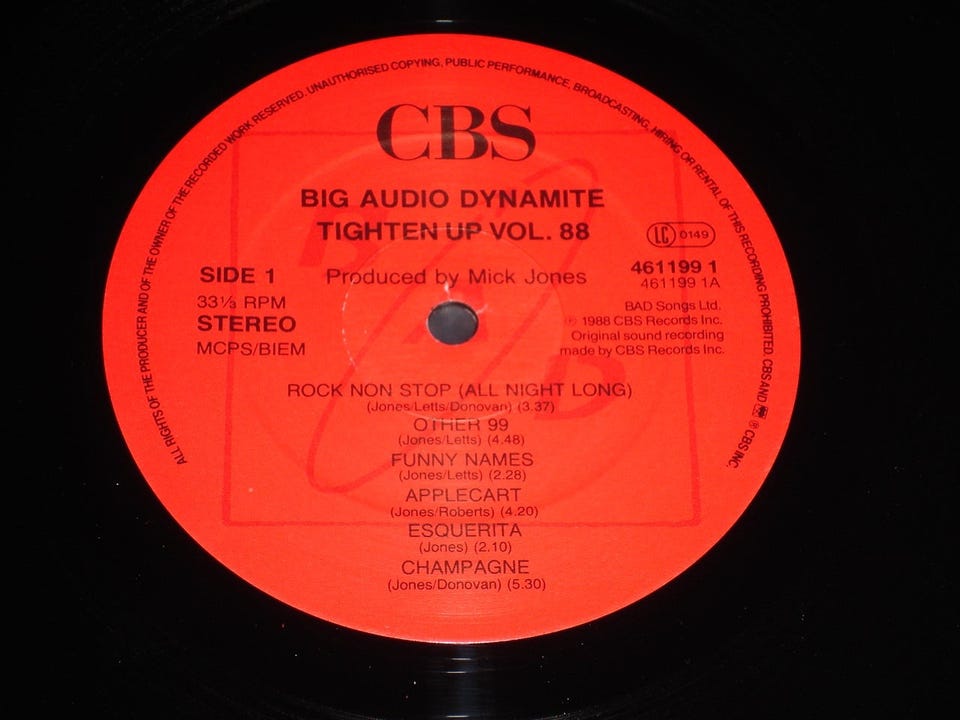 ALL RIGHTS OF THE PRODUCER AND OF THE OWNER OF THE RECORDED WORK RESERVED. UNAUTHORISED COPYING, PUBLIC PERFORMANCE, BROADCASTING, HIRING OR RENTAL OF THIS RECORDING PROHIBITED. CBS AND ℗ CBS INC.
CBS
BIG AUDIO DYNAMITE
TIGHTEN UP VOL. 88
LC 0149
SIDE 1
Produced by Mick Jones
461199 1
461199 1A
33⅓ RPM
STEREO
MCPS/BIEM
BAD Songs Ltd.
℗ 1988 CBS Records Inc.
Original sound recording
made by CBS Records Inc.
B
A
D
ROCK NON STOP (ALL NIGHT LONG)
(Jones/Letts/Donovan) (3.37)
OTHER 99
(Jones/Letts) (4.48)
FUNNY NAMES
(Jones/Letts) (2.28)
APPLECART
(Jones/Roberts) (4.20)
ESQUERITA
(Jones) (2.10)
CHAMPAGNE
(Jones/Donovan) (5.30)